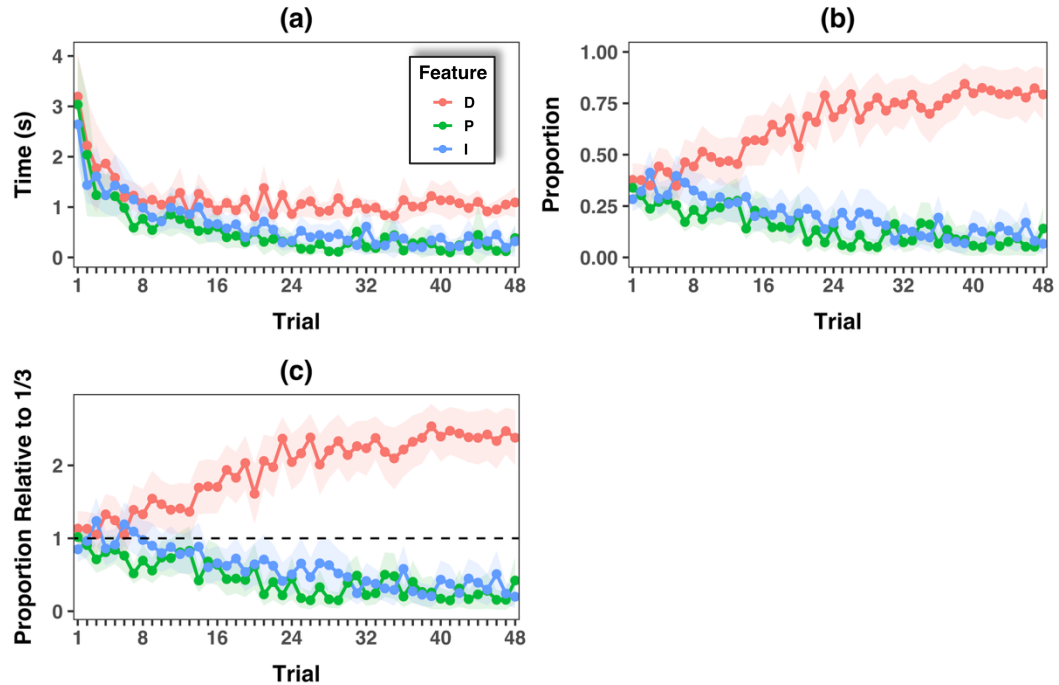 (a)
Time (s)
4
3
2
1
0
Feature
D
P
I
1 8 16 24 32 40 48
Trial
(b)
Proportion
1.00
0.75
0.50
0.25
0.00
1 8 16 24 32 40 48
Trial
(c)
Proportion Relative to 1/3
2
1
0
1 8 16 24 32 40 48
Trial